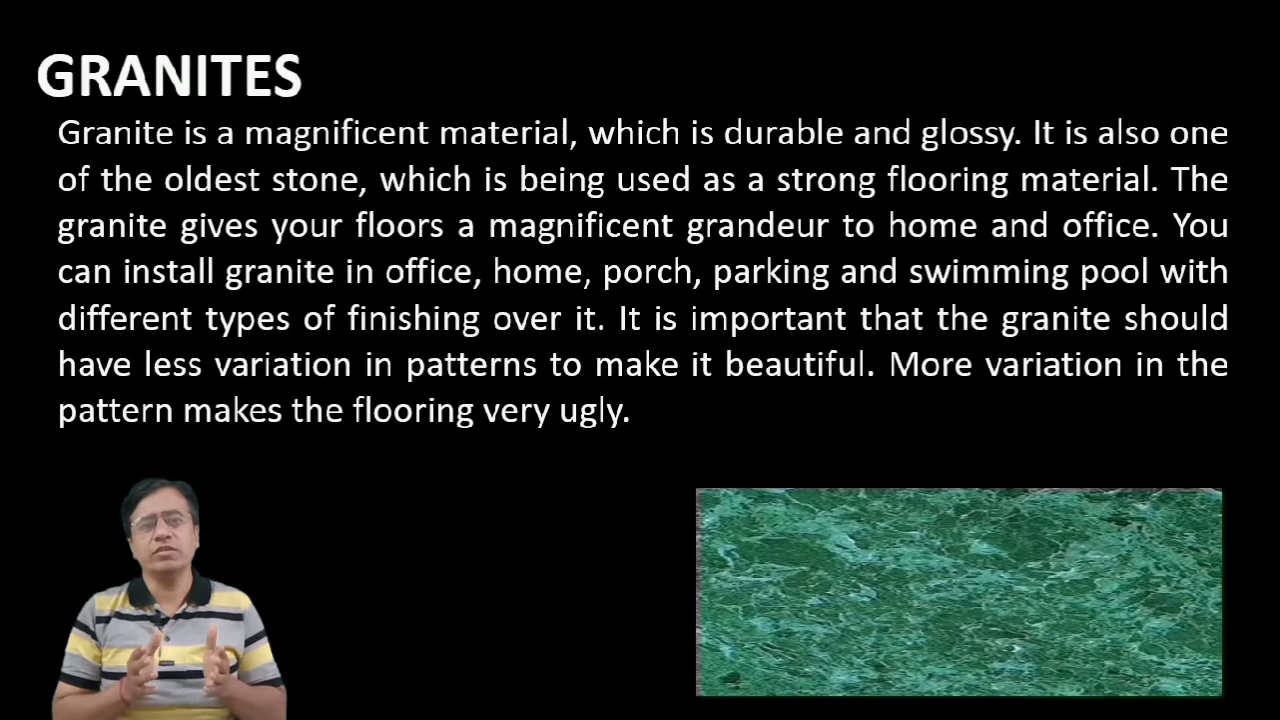 GRANITES
Granite is a magnificent material, which is durable and glossy. It is also one
of the oldest stone, which is being used as a strong flooring material. The
granite gives your floors a magnificent grandeur to home and office. You
can install granite in office, home, porch, parking and swimming pool with
different types of finishing over it. It is important that the granite should
have less variation in patterns to make it beautiful. More variation in the
pattern makes the flooring very ugly.